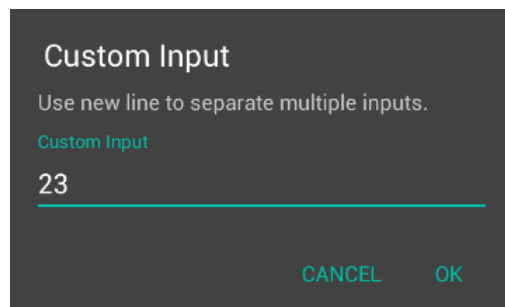 Custom Input
Use new line to separate multiple inputs.
Custom Input
23
CANCEL OK